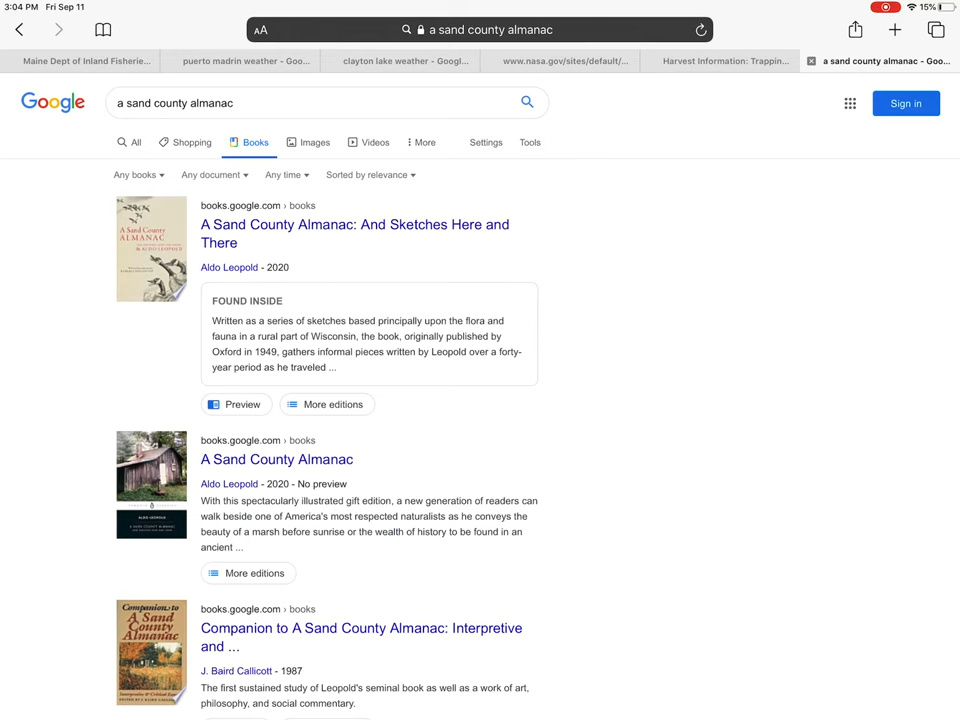 3:04 PM Fri Sep 11
15%
AA a sand county almanac
Maine Dept of Inland Fisherie...
puerto madrin weather - Goo...
clayton lake weather - Googl...
www.nasa.gov/sites/default/...
Harvest Information: Trappin...
a sand county almanac - Goo...
Google
a sand county almanac
Sign in
All Shopping Books Images Videos More Settings Tools
Any books Any document Any time Sorted by relevance
A Sand County
ALMANAC
books.google.com › books
A Sand County Almanac: And Sketches Here and
There
Aldo Leopold - 2020
FOUND INSIDE
Written as a series of sketches based principally upon the flora and
fauna in a rural part of Wisconsin, the book, originally published by
Oxford in 1949, gathers informal pieces written by Leopold over a forty-
year period as he traveled ...
Preview More editions
ALDO LEOPOLD
books.google.com › books
A Sand County Almanac
Aldo Leopold - 2020 - No preview
With this spectacularly illustrated gift edition, a new generation of readers can
walk beside one of America's most respected naturalists as he conveys the
beauty of a marsh before sunrise or the wealth of history to be found in an
ancient ...
More editions
Companion to
A Sand
County
Almanac
books.google.com › books
Companion to A Sand County Almanac: Interpretive
and ...
J. Baird Callicott - 1987
The first sustained study of Leopold's seminal book as well as a work of art,
philosophy, and social commentary.